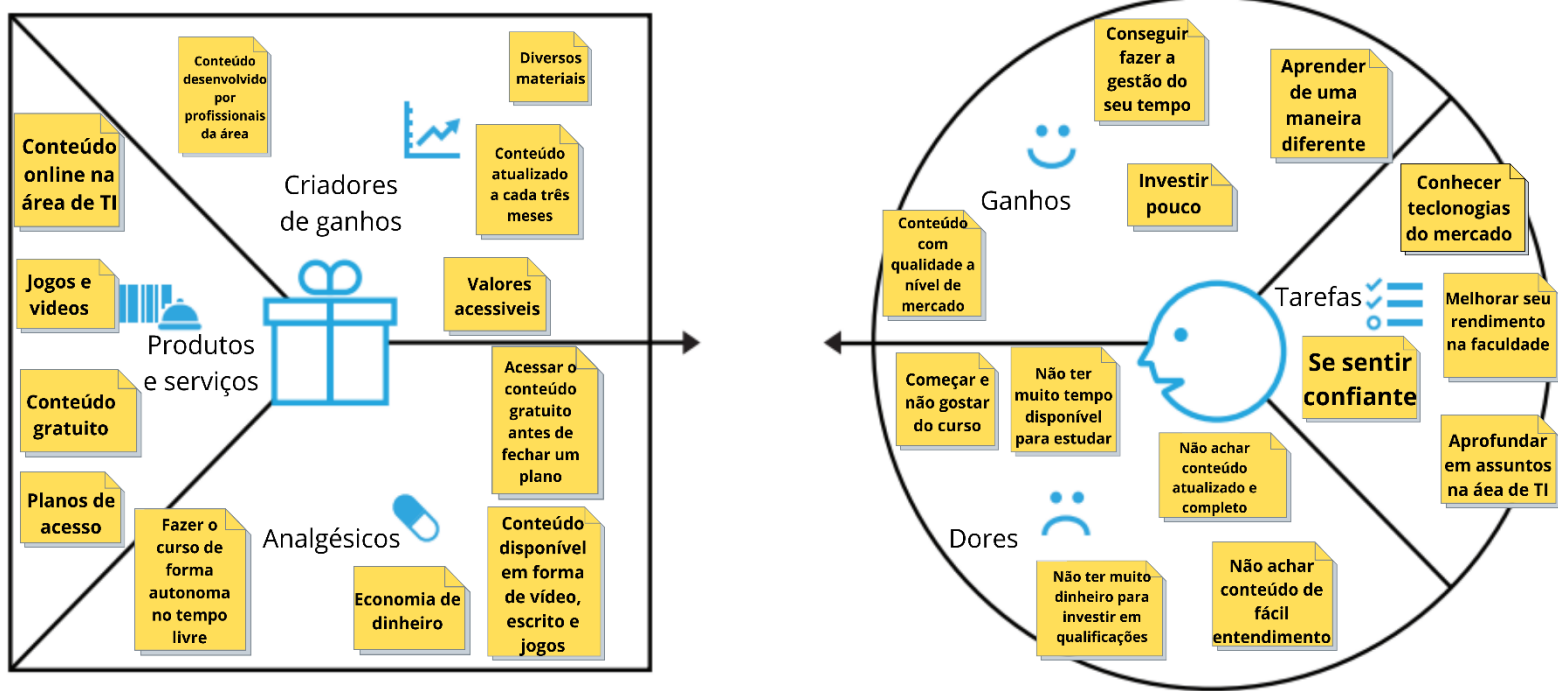 Conteúdo
desenvolvido
por
profissionais
da área
Diversos
materiais
Conteúdo
online na
área de TI
Criadores
de ganhos
Conteúdo
atualizado
a cada três
meses
Jogos e
videos
Valores
acessiveis
Produtos
e serviços
Conteúdo
gratuito
Acessar o
conteúdo
gratuito
antes de
fechar um
plano
Planos de
acesso
Fazer o
curso de
forma
autonoma
no tempo
livre
Analgésicos
Economia de
dinheiro
Conteúdo
disponível
em forma
de vídeo,
escrito e
jogos
Conseguir
fazer a
gestão do
seu tempo
Aprender
de uma
maneira
diferente
Ganhos
Investir
pouco
Conteúdo
com
qualidade a
nível de
mercado
Conhecer
teclonogias
do mercado
Tarefas
Melhorar seu
rendimento
na faculdade
Se sentir
confiante
Aprofundar
em assuntos
na áea de TI
Começar e
não gostar
do curso
Não ter
muito tempo
disponível
para estudar
Não achar
conteúdo
atualizado e
completo
Dores
Não ter muito
dinheiro para
investir em
qualificações
Não achar
conteúdo de
fácil
entendimento